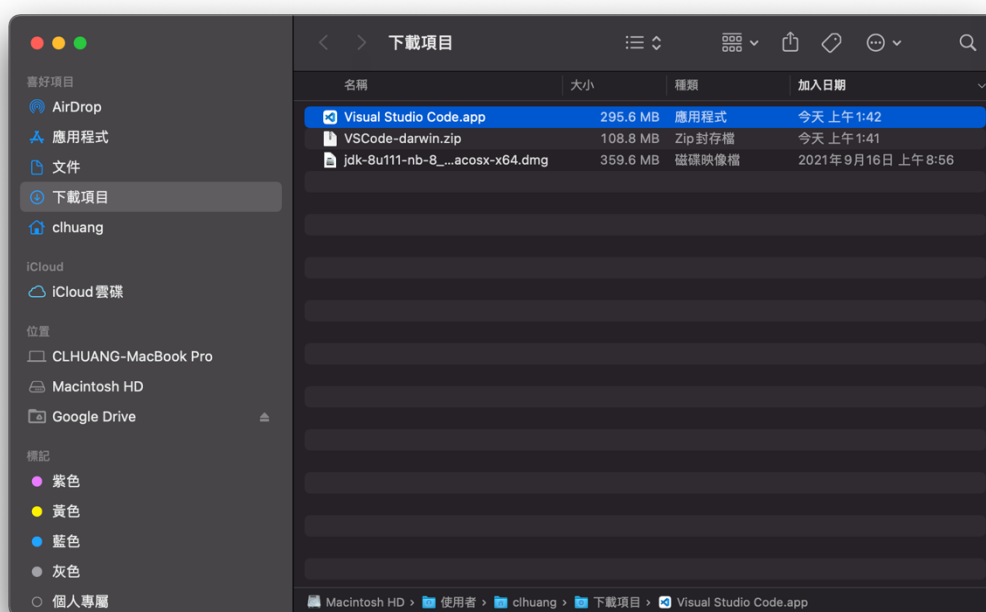 下載項目
喜好項目
AirDrop
應用程式
文件
下載項目
clhuang
iCloud
iCloud 雲碟
位置
CLHUANG-MacBook Pro
Macintosh HD
Google Drive
標記
紫色
黃色
藍色
灰色
個人專屬
名稱 大小 種類 加入日期
Visual Studio Code.app 295.6 MB 應用程式 今天 上午1:42
VSCode-darwin.zip 108.8 MB Zip封存檔 今天 上午1:41
jdk-8u111-nb-8_...acosx-x64.dmg 359.6 MB 磁碟映像檔 2021年9月16日 上午8:56
Macintosh HD › 使用者 › clhuang › 下載項目 › Visual Studio Code.app